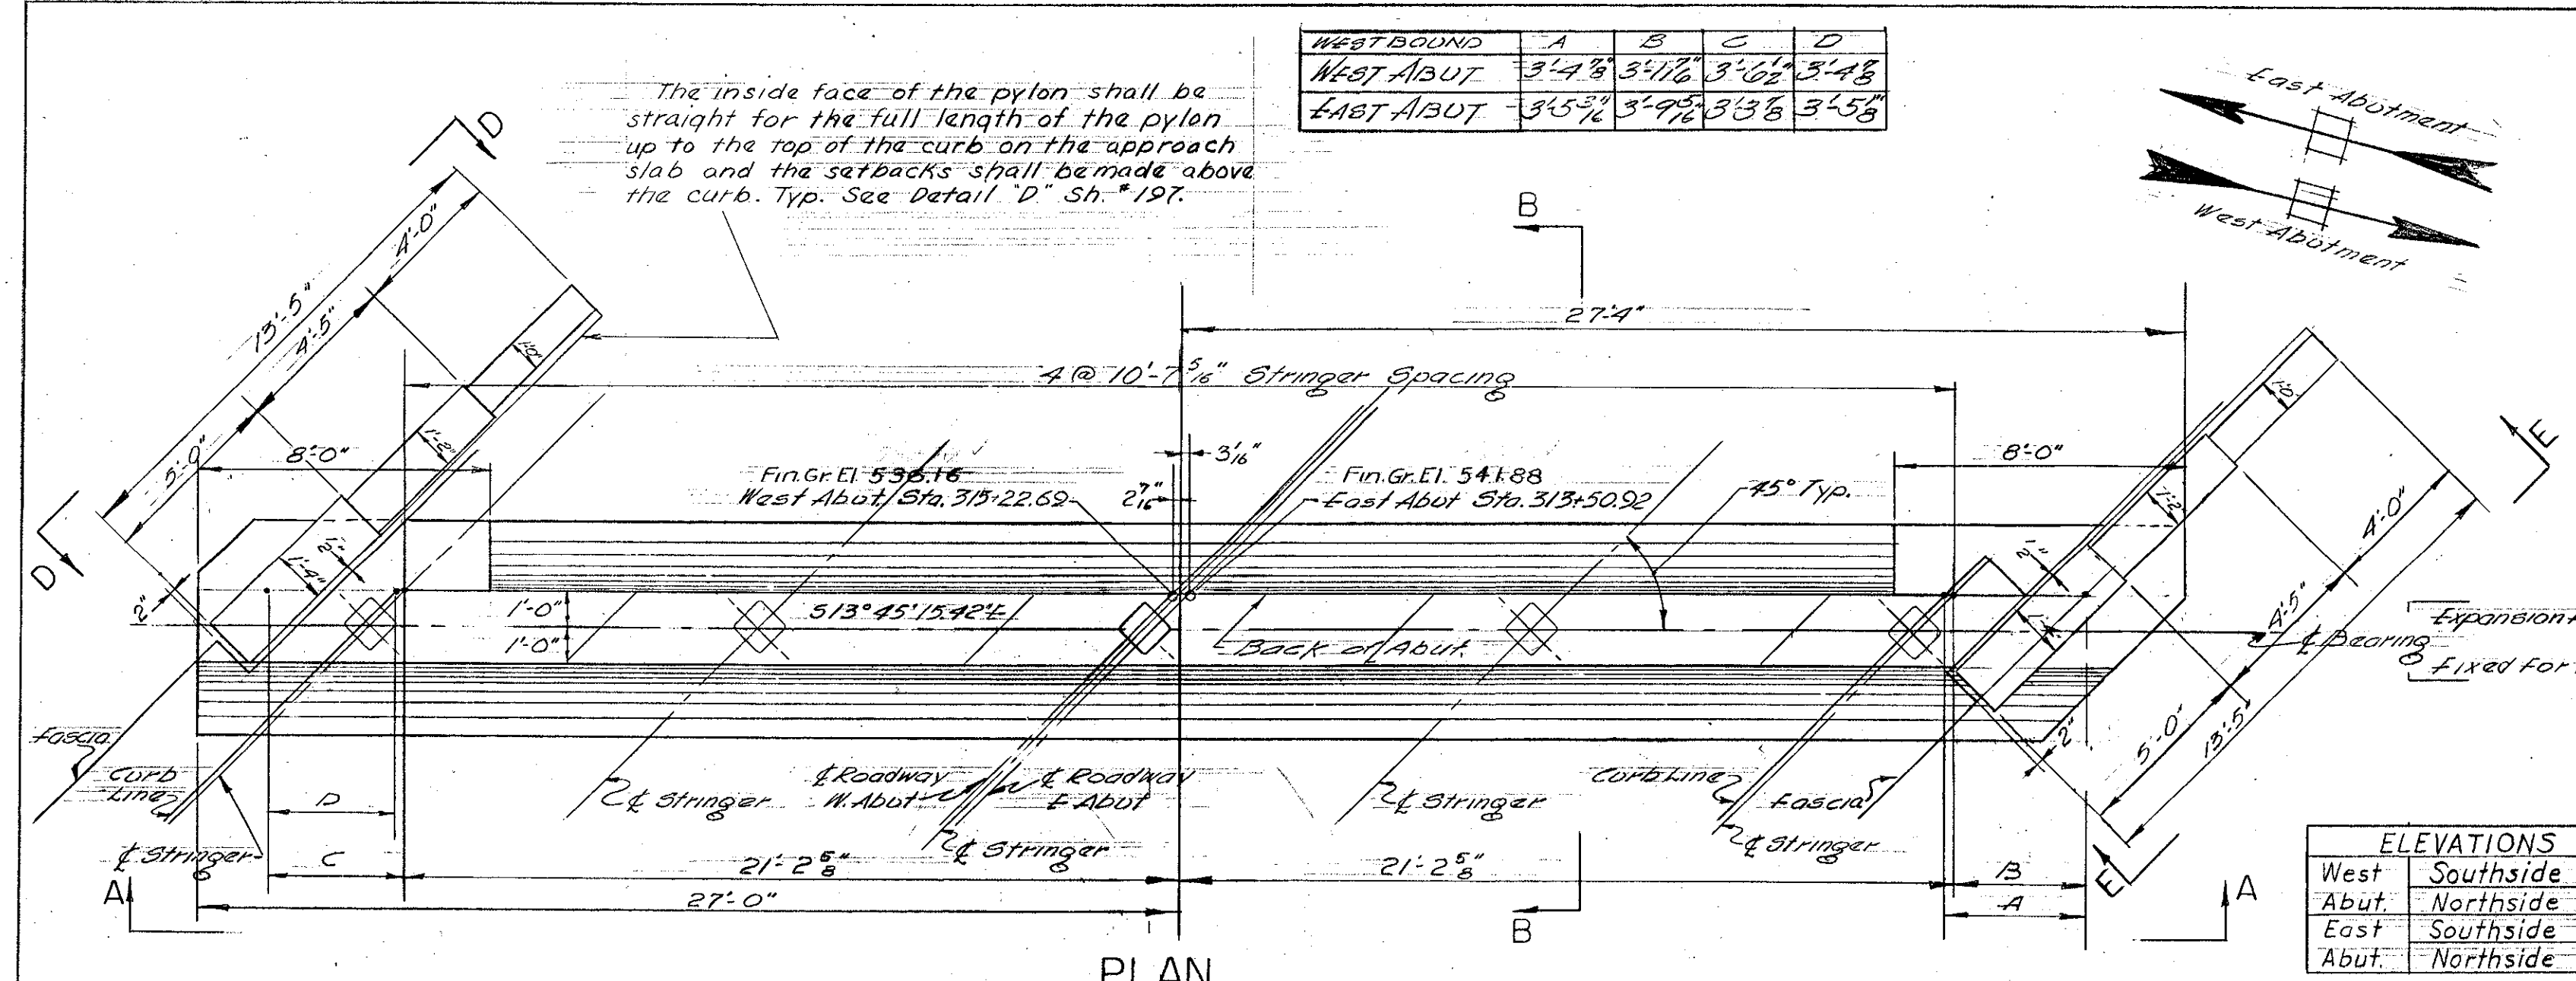 WESTBOUND A B C D
WEST ABUT 3'-4 7/8" 3'-1 7/16" 3'-6 1/2" 3'-4 7/8"
EAST ABUT 3'-5 3/16" 3'-9 5/16" 3'-3 7/8" 3'-5 1/8"
The inside face of the pylon shall be
straight for the full length of the pylon
up to the top of the curb on the approach
slab and the setbacks shall be made above
the curb. Typ. See Detail "D" Sh. #197.
East Abutment
West Abutment
D
B
27'-4"
4 @ 10'-7 5/16" Stringer Spacing
13'-5"
4'-0"
4'-5"
5'-0"
8'-0"
1'-0"
1'-2"
1'-4"
2"
2"
D
Fin. Gr. El. 536.16
West Abut. Sta. 315+22.69
2 7/16"
3/16"
Fin. Gr. El. 541.88
East Abut Sta. 313+50.92
45° Typ.
8'-0"
1'-0"
1'-2"
2"
E
4'-0"
4'-5"
5'-0"
13'-5"
2"
1'-0"
1'-0"
S13°45'15.42"E
Back of Abut.
℄ Bearing
Expansion
Fixed For
Fascia
Curb
Line
℄ Stringer
℄ Stringer
℄ Roadway
W. Abut
℄ Roadway
E Abut
℄ Stringer
℄ Stringer
Curb Line
℄ Stringer
Fascia
D
C
21'-2 5/8"
21'-2 5/8"
27'-0"
B
A
E
A
A
B
PLAN
ELEVATIONS
West Southside
Abut. Northside
East Southside
Abut. Northside